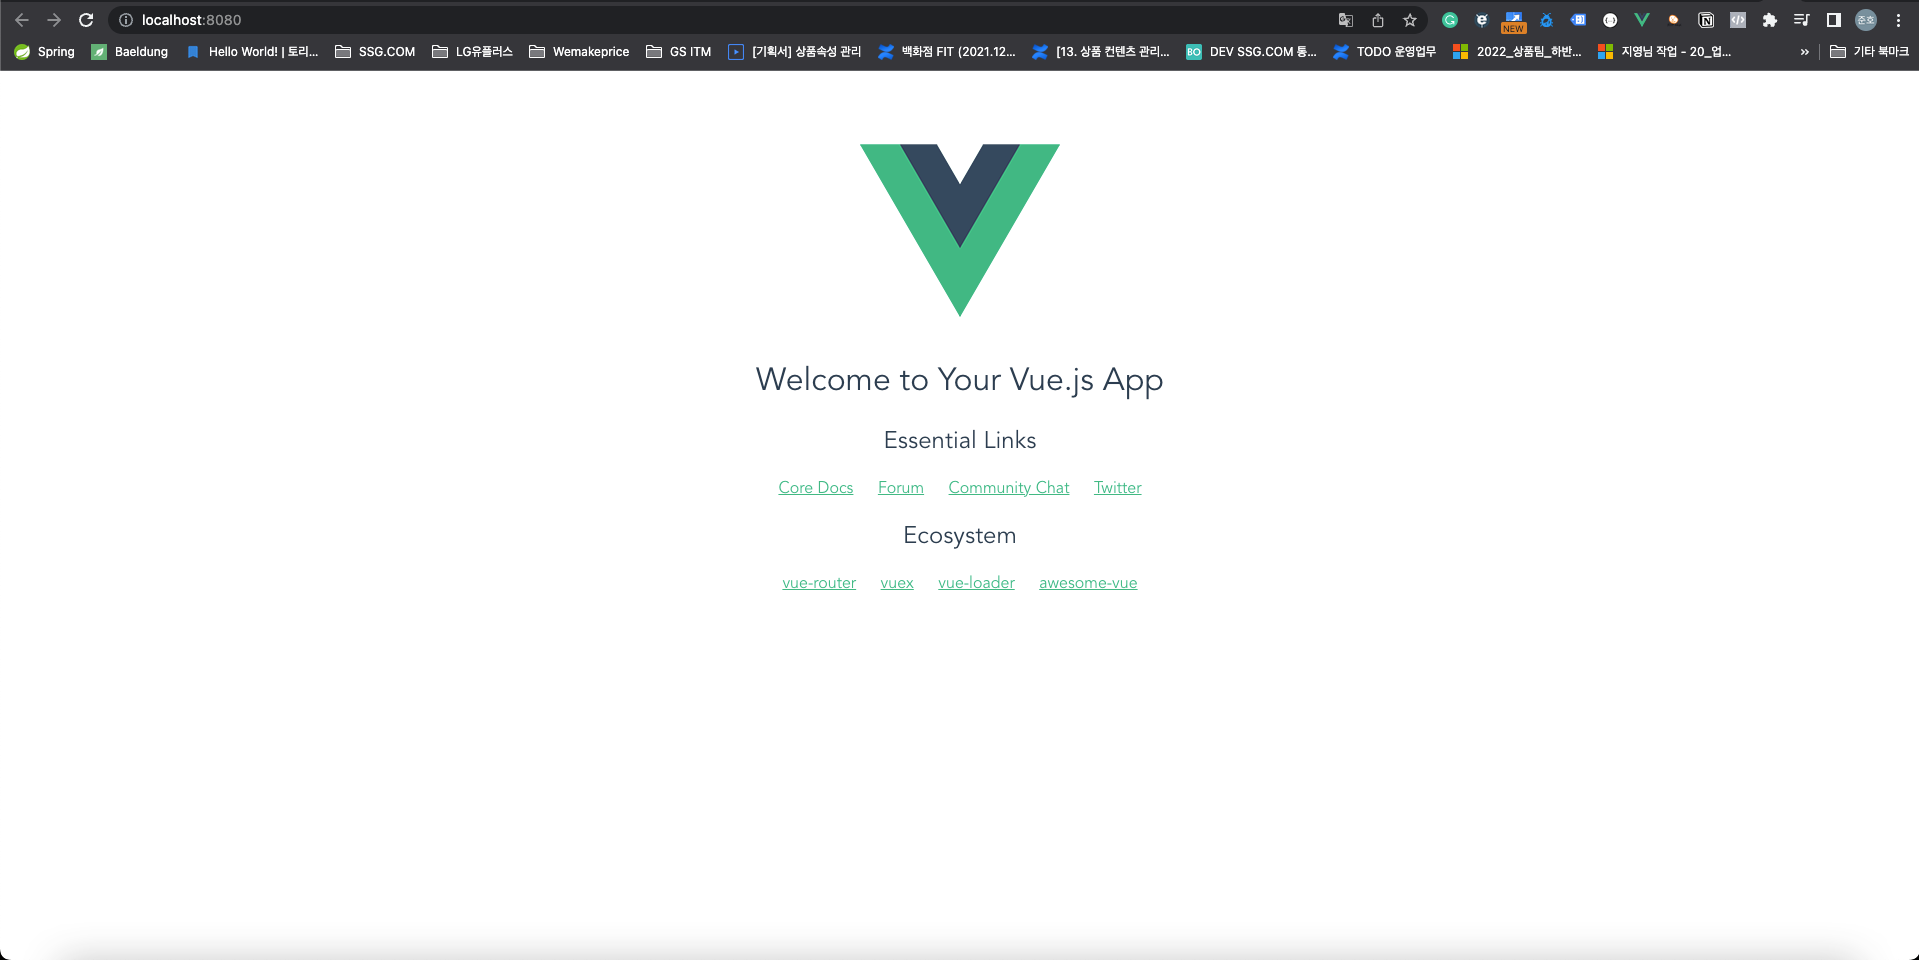 localhost:8080
NEW
준호
Spring Baeldung Hello World! | 토리... SSG.COM LG유플러스 Wemakeprice GS ITM [기획서] 상품속성 관리 백화점 FIT (2021.12... [13. 상품 컨텐츠 관리... BO DEV SSG.COM 통... TODO 운영업무 2022_상품팀_하반... 지영님 작업 - 20_업... » 기타 북마크
Welcome to Your Vue.js App
Essential Links
Core Docs Forum Community Chat Twitter
Ecosystem
vue-router vuex vue-loader awesome-vue